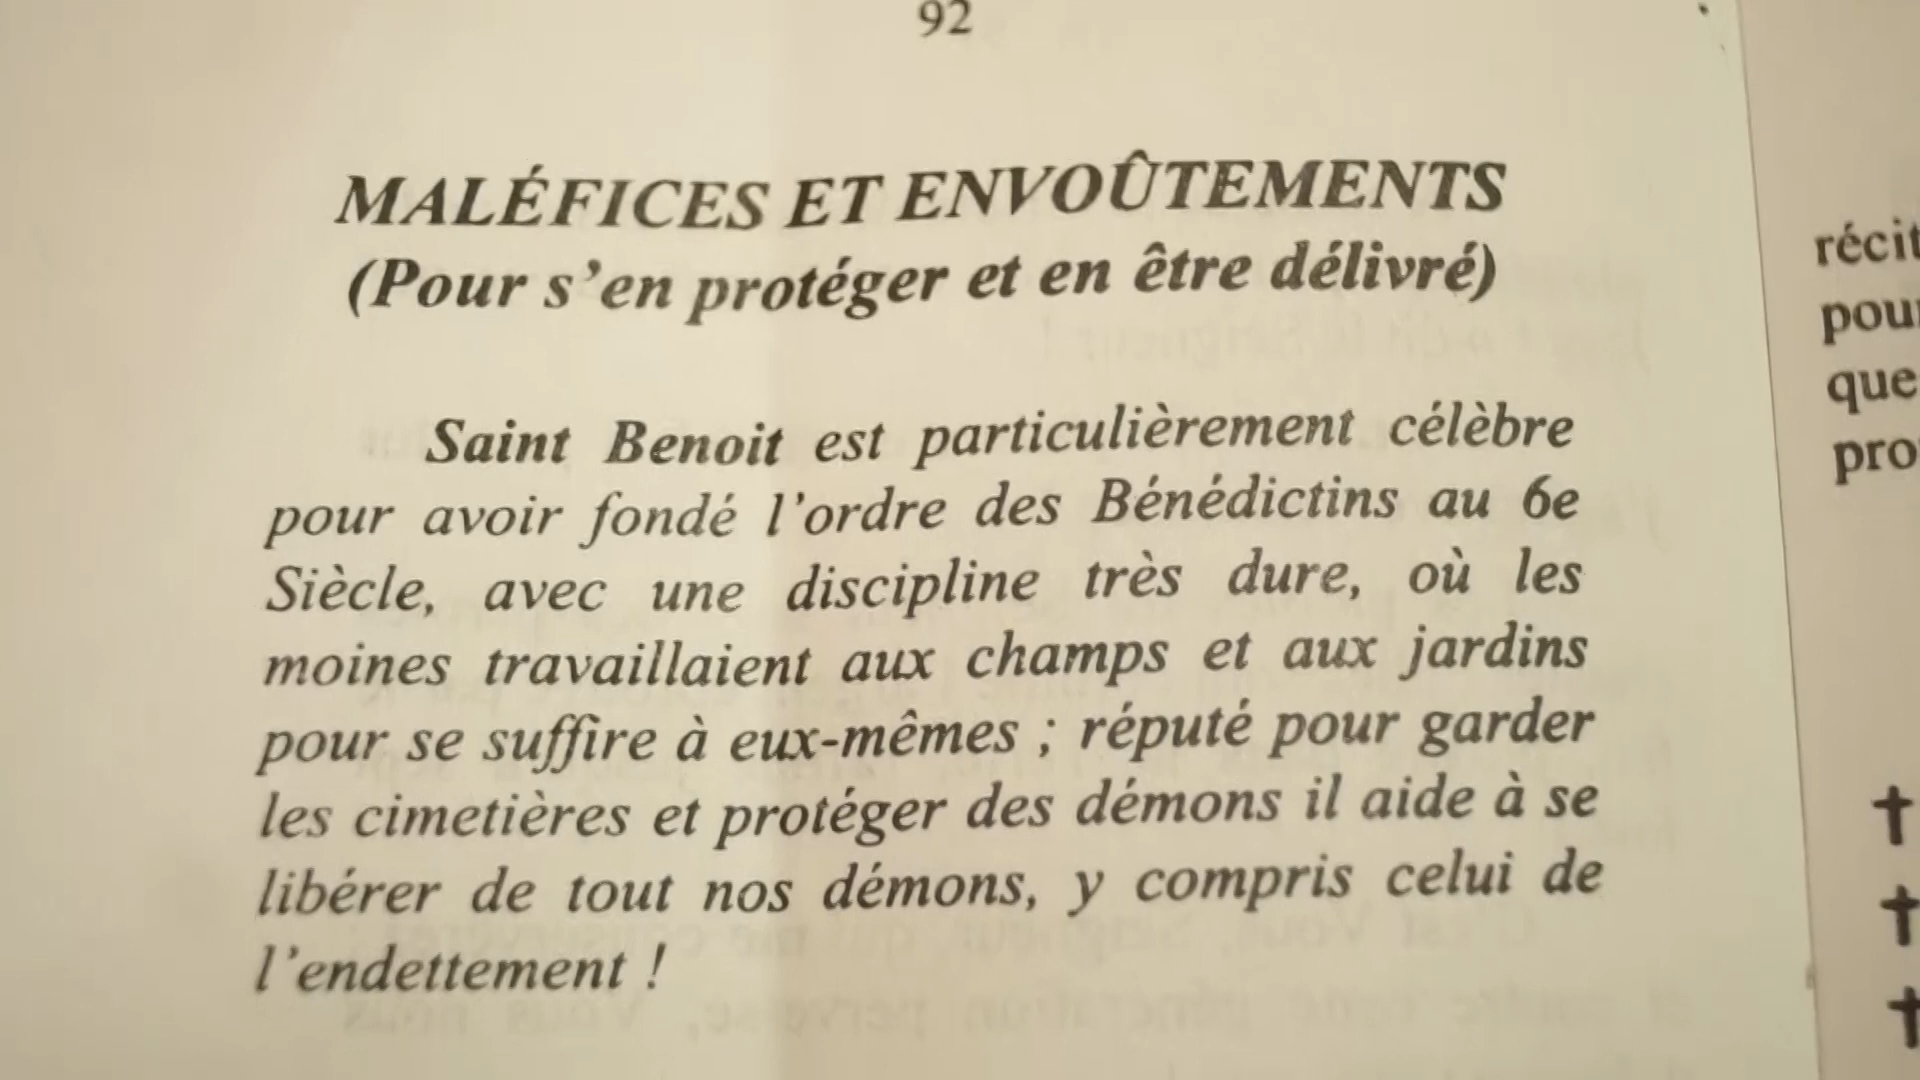 92
MALÉFICES ET ENVOÛTEMENTS
(Pour s'en protéger et en être délivré)
Saint Benoit est particulièrement célèbre
pour avoir fondé l'ordre des Bénédictins au 6e
Siècle, avec une discipline très dure, où les
moines travaillaient aux champs et aux jardins
pour se suffire à eux-mêmes ; réputé pour garder
les cimetières et protéger des démons il aide à se
libérer de tout nos démons, y compris celui de
l'endettement !
récit
pour
que
pro
†
†
†